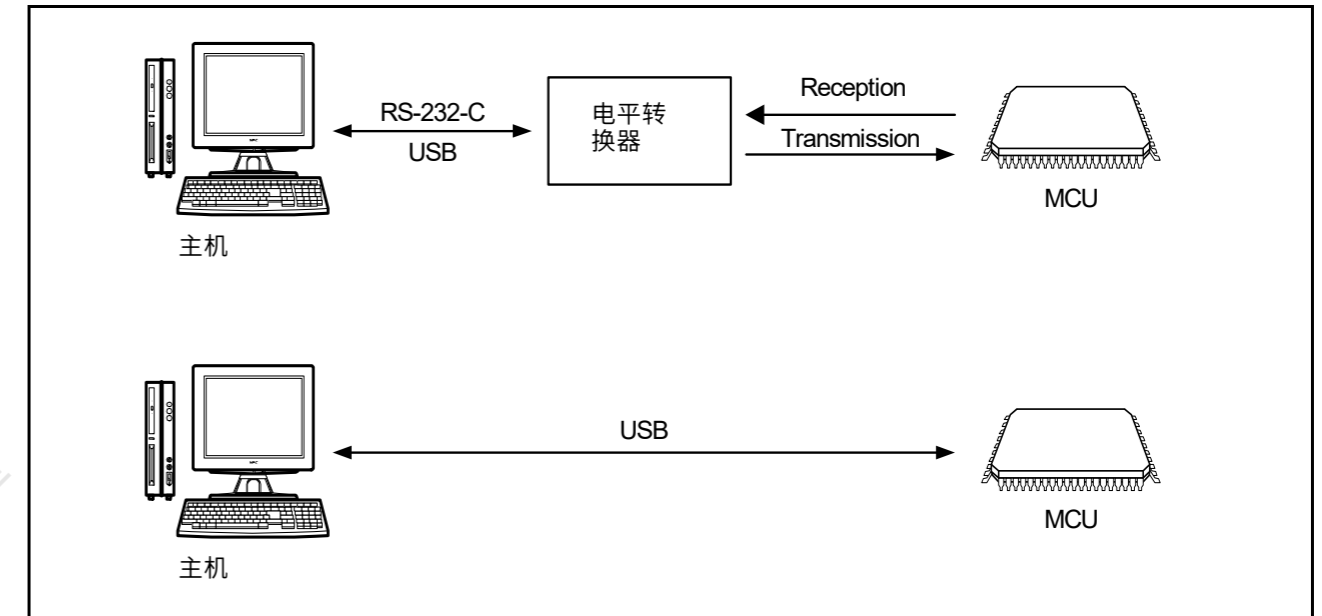 RS-232-C
USB
电平转
换器
Reception
Transmission
MCU
主机
USB
MCU
主机